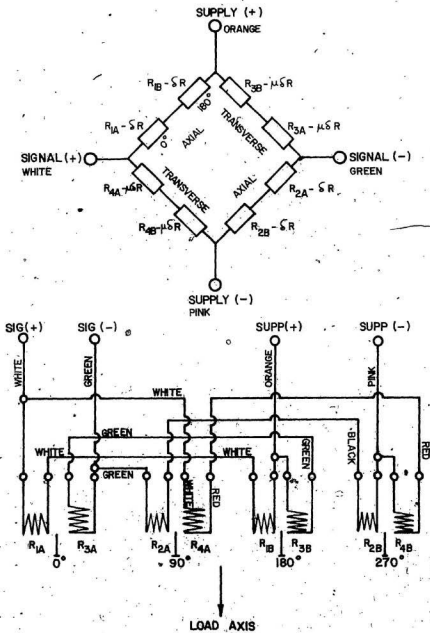 SUPPLY (+)
ORANGE
R1B-δR
R3B-μδR
180°
R1A-δR
R3A-μδR
0°
AXIAL
TRANSVERSE
SIGNAL (+)
WHITE
SIGNAL (-)
GREEN
R4A-μδR
TRANSVERSE
AXIAL
R2A-δR
R4B-μδR
R2B-δR
SUPPLY (-)
PINK
SIG(+)
SIG (-)
SUPP(+)
SUPP (-)
WHITE
GREEN
ORANGE
PINK
WHITE
GREEN
WHITE
WHITE
GREEN
GREEN
BLACK
RED
WHITE
RED
R1A
R3A
R2A
R4A
R1B
R3B
R2B
R4B
0°
90°
180°
270°
LOAD AXIS